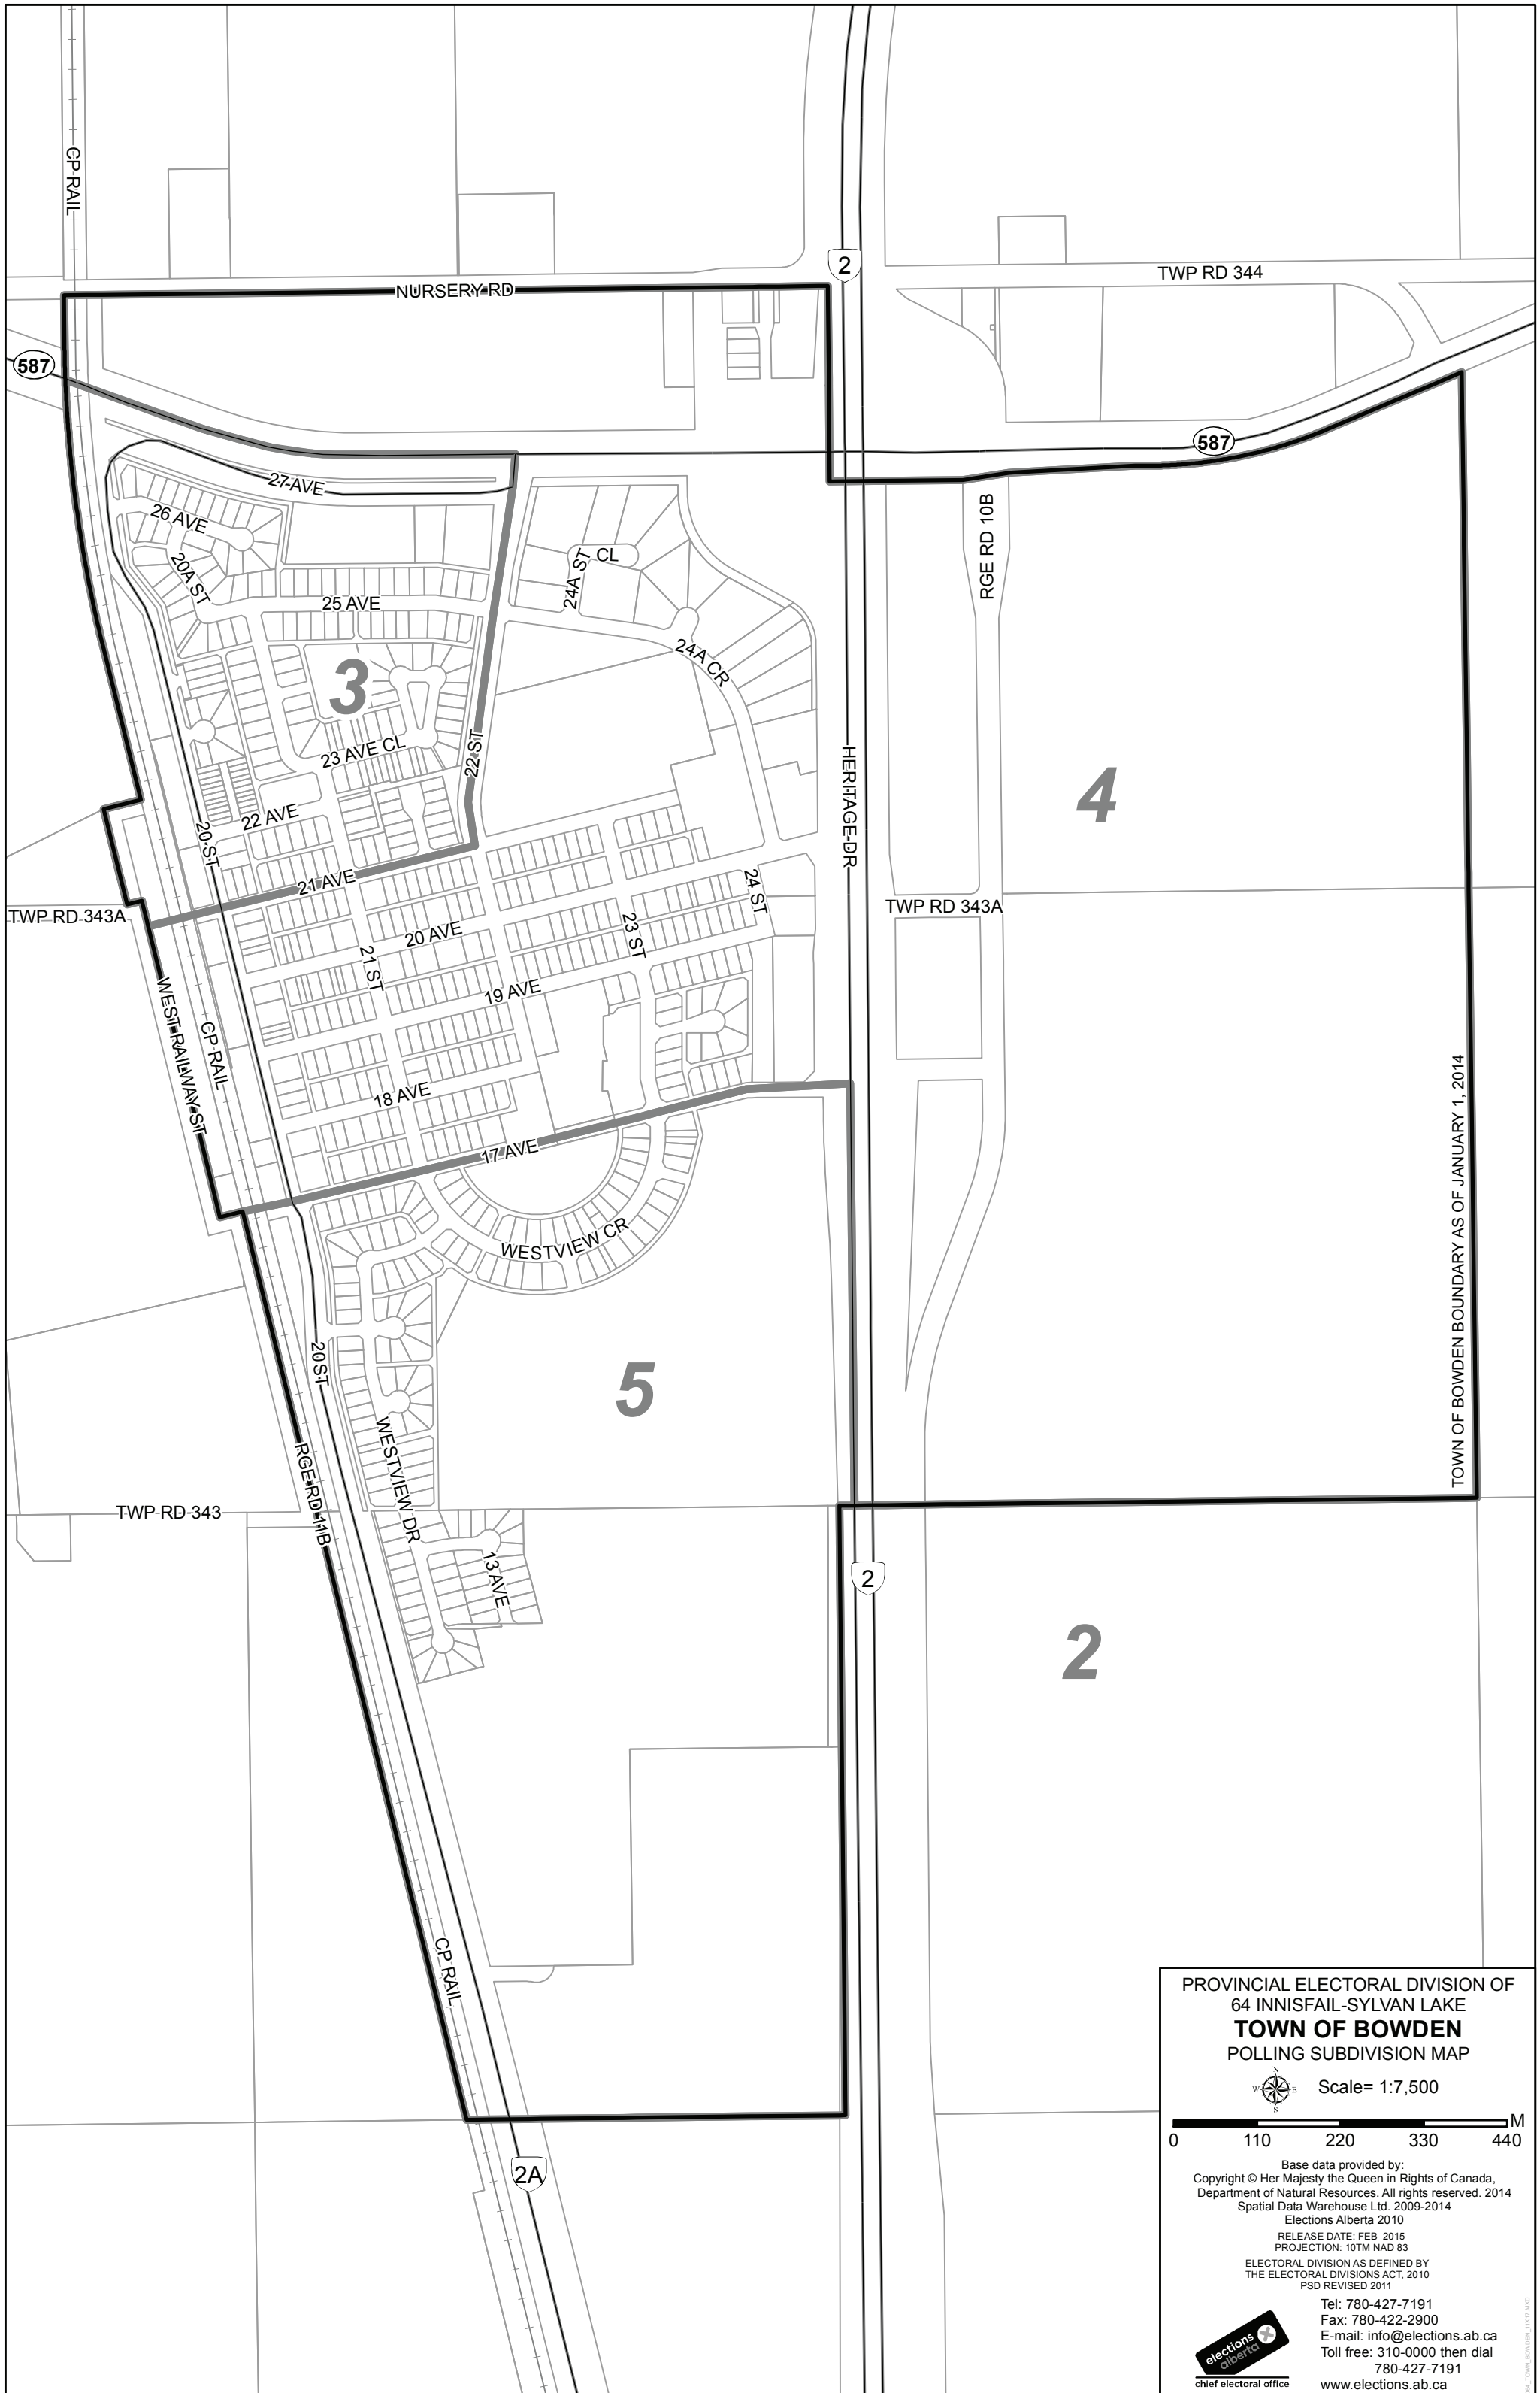 CP RAIL
2
TWP RD 344
NURSERY RD
587
587
27 AVE
26 AVE
RGE RD 10B
24A ST CL
20A ST
25 AVE
24A CR
3
22 ST
23 AVE CL
HERITAGE DR
4
22 AVE
20 ST
21 AVE
24 ST
TWP RD 343A
TWP RD 343A
20 AVE
23 ST
21 ST
19 AVE
WEST RAILWAY ST
CP RAIL
18 AVE
17 AVE
TOWN OF BOWDEN BOUNDARY AS OF JANUARY 1, 2014
WESTVIEW CR
20 ST
5
WESTVIEW DR
RGE RD 11B
TWP RD 343
13 AVE
2
2
CP RAIL
2A
PROVINCIAL ELECTORAL DIVISION OF
64 INNISFAIL-SYLVAN LAKE
TOWN OF BOWDEN
POLLING SUBDIVISION MAP
N
W E
S
Scale= 1:7,500
M
0 110 220 330 440
Base data provided by:
Copyright © Her Majesty the Queen in Rights of Canada,
Department of Natural Resources. All rights reserved. 2014
Spatial Data Warehouse Ltd. 2009-2014
Elections Alberta 2010
RELEASE DATE: FEB 2015
PROJECTION: 10TM NAD 83
ELECTORAL DIVISION AS DEFINED BY
THE ELECTORAL DIVISIONS ACT, 2010
PSD REVISED 2011
Tel: 780-427-7191
Fax: 780-422-2900
E-mail: info@elections.ab.ca
Toll free: 310-0000 then dial
780-427-7191
www.elections.ab.ca
elections
alberta
chief electoral office